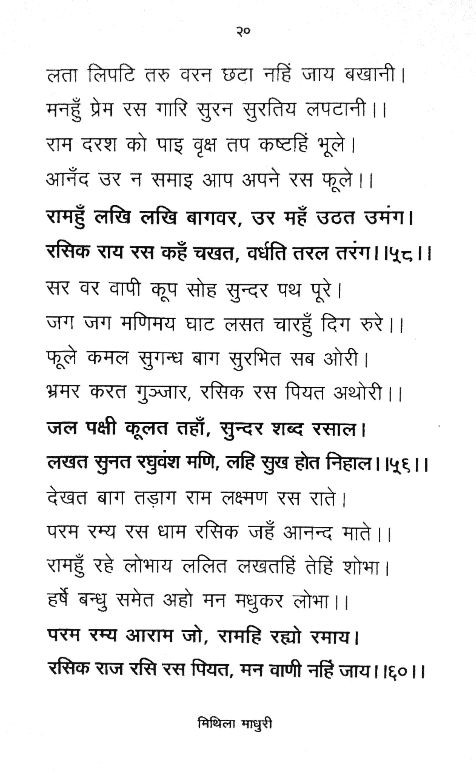 २०
लता लिपटि तरु वरन छटा नहिं जाय बखानी।
मनहुँ प्रेम रस गारि सुरन सुरतिय लपटानी।।
राम दरश को पाइ वृक्ष तप कष्टहिं भूले।
आनँद उर न समाइ आप अपने रस फूले।।
रामहुँ लखि लखि बागवर, उर महँ उठत उमंग।
रसिक राय रस कहँ चखत, वर्धति तरल तरंग।।५८।।
सर वर वापी कूप सोह सुन्दर पथ पूरे।
जग जग मणिमय घाट लसत चारहुँ दिग रुरे।।
फूले कमल सुगन्ध बाग सुरभित सब ओरी।
भ्रमर करत गुञ्जार, रसिक रस पियत अथोरी।।
जल पक्षी कूलत तहाँ, सुन्दर शब्द रसाल।
लखत सुनत रघुवंश मणि, लहि सुख होत निहाल।।५९।।
देखत बाग तड़ाग राम लक्ष्मण रस राते।
परम रम्य रस धाम रसिक जहँ आनन्द माते।।
रामहुँ रहे लोभाय ललित लखतहिं तेहिं शोभा।
हर्षे बन्धु समेत अहो मन मधुकर लोभा।।
परम रम्य आराम जो, रामहि रह्यो रमाय।
रसिक राज रसि रस पियत, मन वाणी नहिं जाय।।६०।।
मिथिला माधुरी